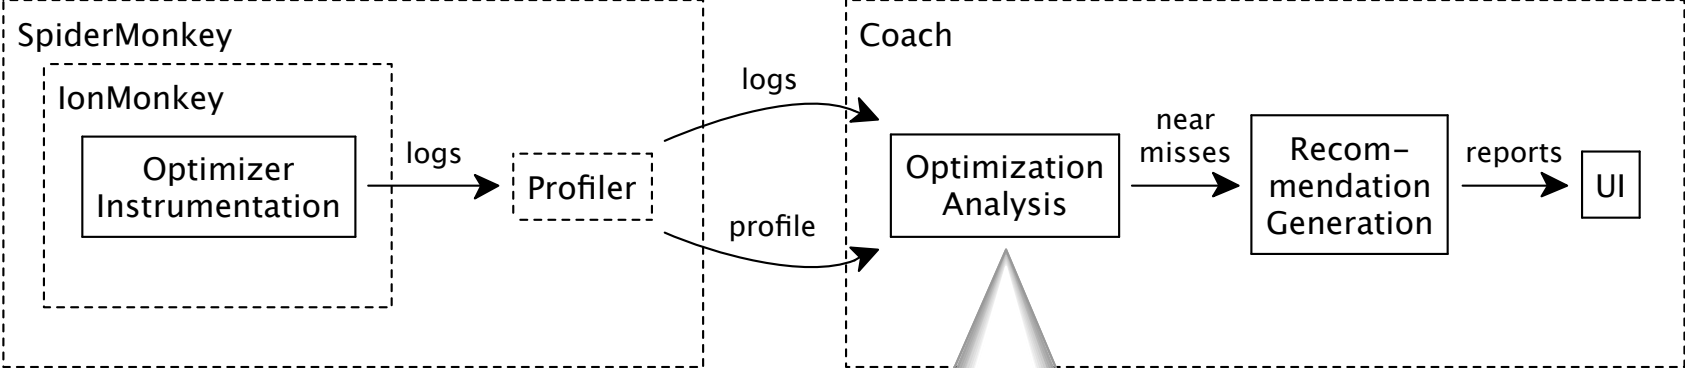 SpiderMonkey
IonMonkey
Optimizer
Instrumentation
logs
Profiler
logs
profile
Coach
Optimization
Analysis
near
misses
Recom-
mendation
Generation
reports
UI